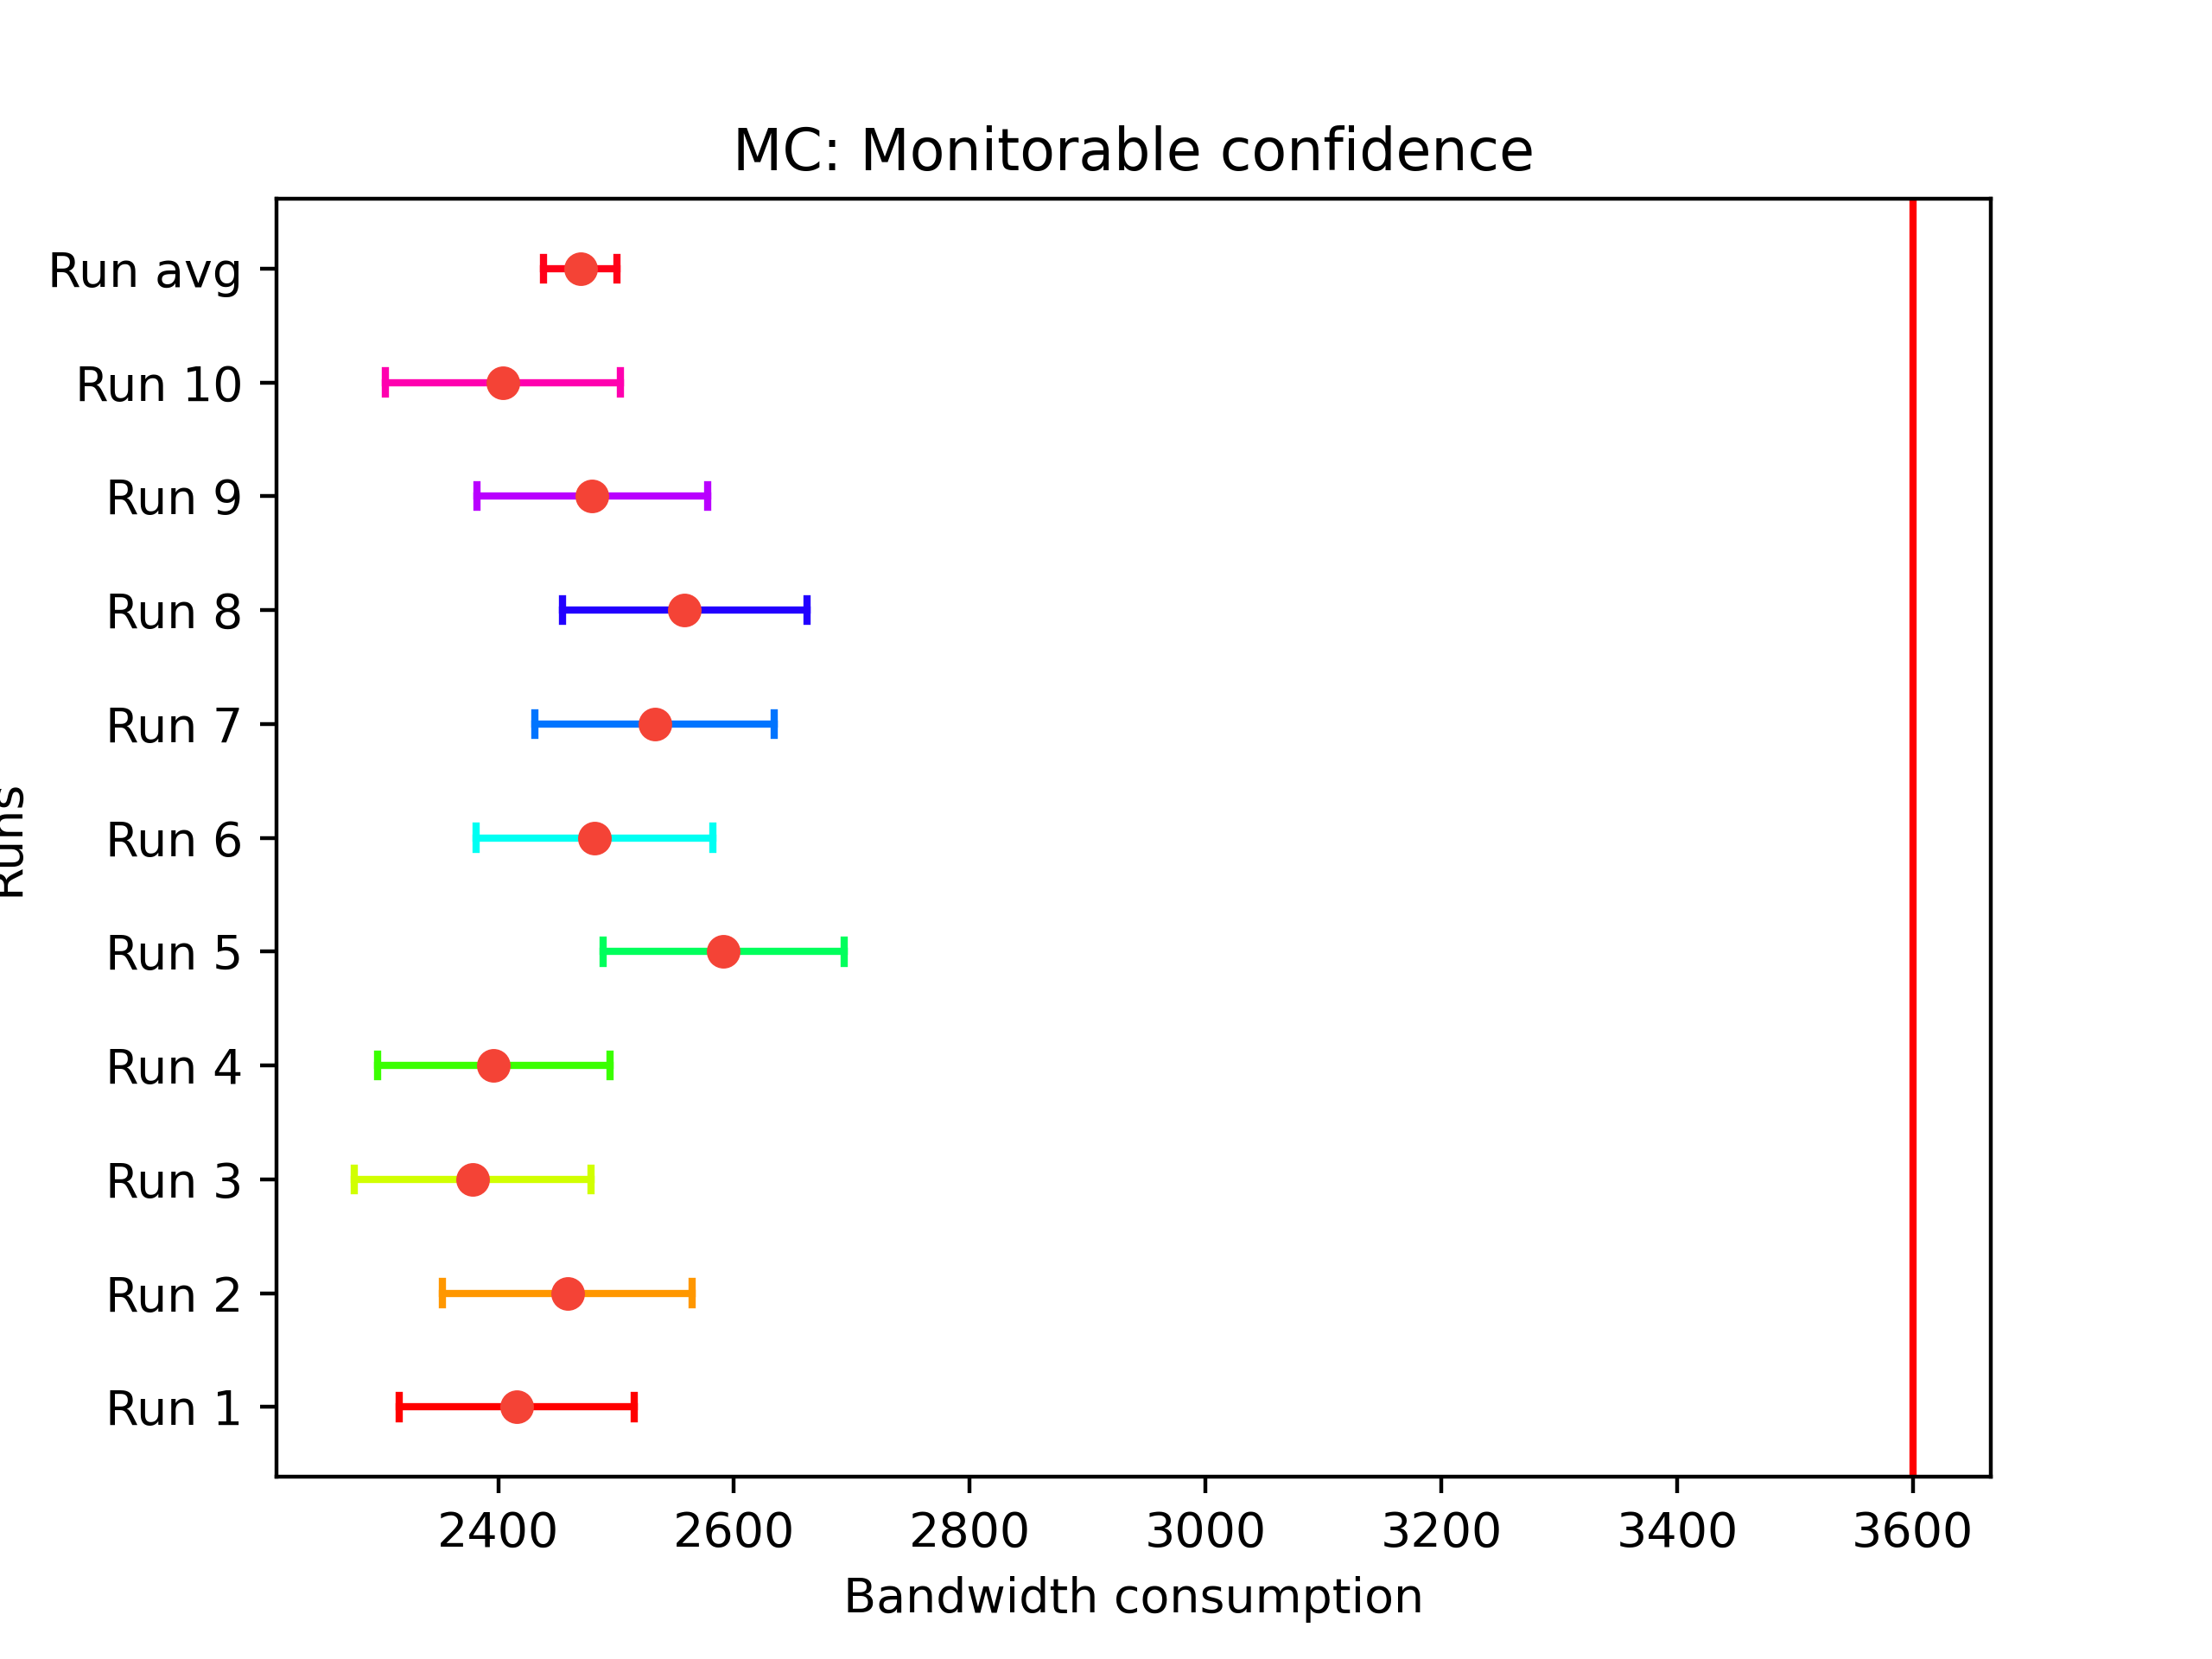 MC: Monitorable confidence
Run avg
Run 10
Run 9
Run 8
Run 7
Run 6
Run 5
Run 4
Run 3
Run 2
Run 1
Runs
2400 2600 2800 3000 3200 3400 3600
Bandwidth consumption